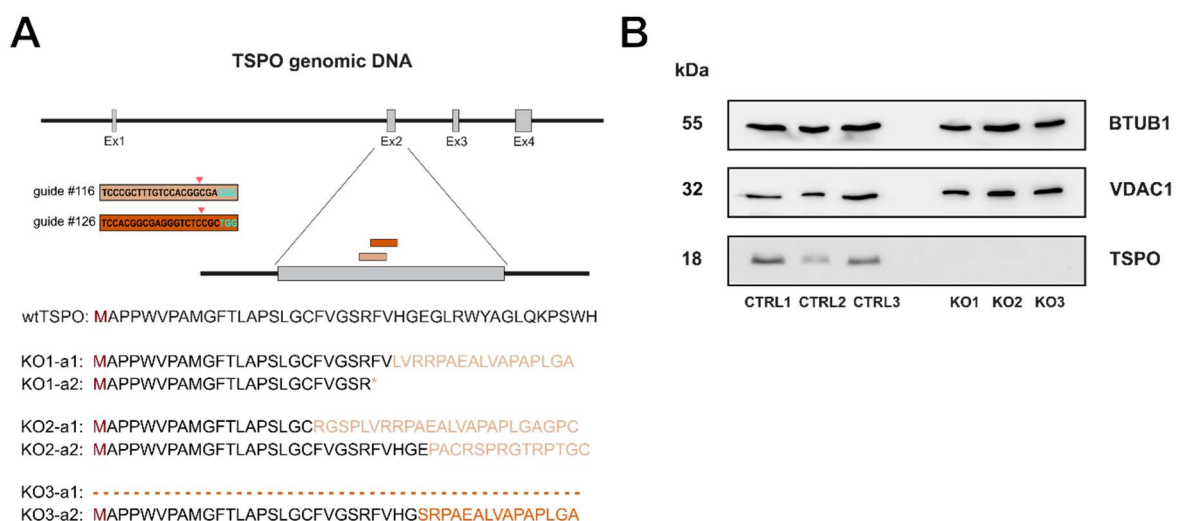 A
TSPO genomic DNA
Ex1
Ex2
Ex3
Ex4
guide #116
TCCCGCTTTGTCCACGGCGA
guide #126
TCCACGGCGAGGGTCTCCGCTGG
wtTSPO: MAPPWVPAMGFTLAPSLGCFVGSRFVHGEGLRWYAGLQKPSWH
KO1-a1: MAPPWVPAMGFTLAPSLGCFVGSRFVLVRRPAEALVAPAPLGA
KO1-a2: MAPPWVPAMGFTLAPSLGCFVGSR*
KO2-a1: MAPPWVPAMGFTLAPSLGCRGSPLVRRPAEALVAPAPLGAGPC
KO2-a2: MAPPWVPAMGFTLAPSLGCFVGSRFVHGEPACRSPRGTRPTGC
KO3-a1:
KO3-a2: MAPPWVPAMGFTLAPSLGCFVGSRFVHGSRPAEALVAPAPLGA
B
kDa
55
BTUB1
32
VDAC1
18
TSPO
CTRL1 CTRL2 CTRL3 KO1 KO2 KO3